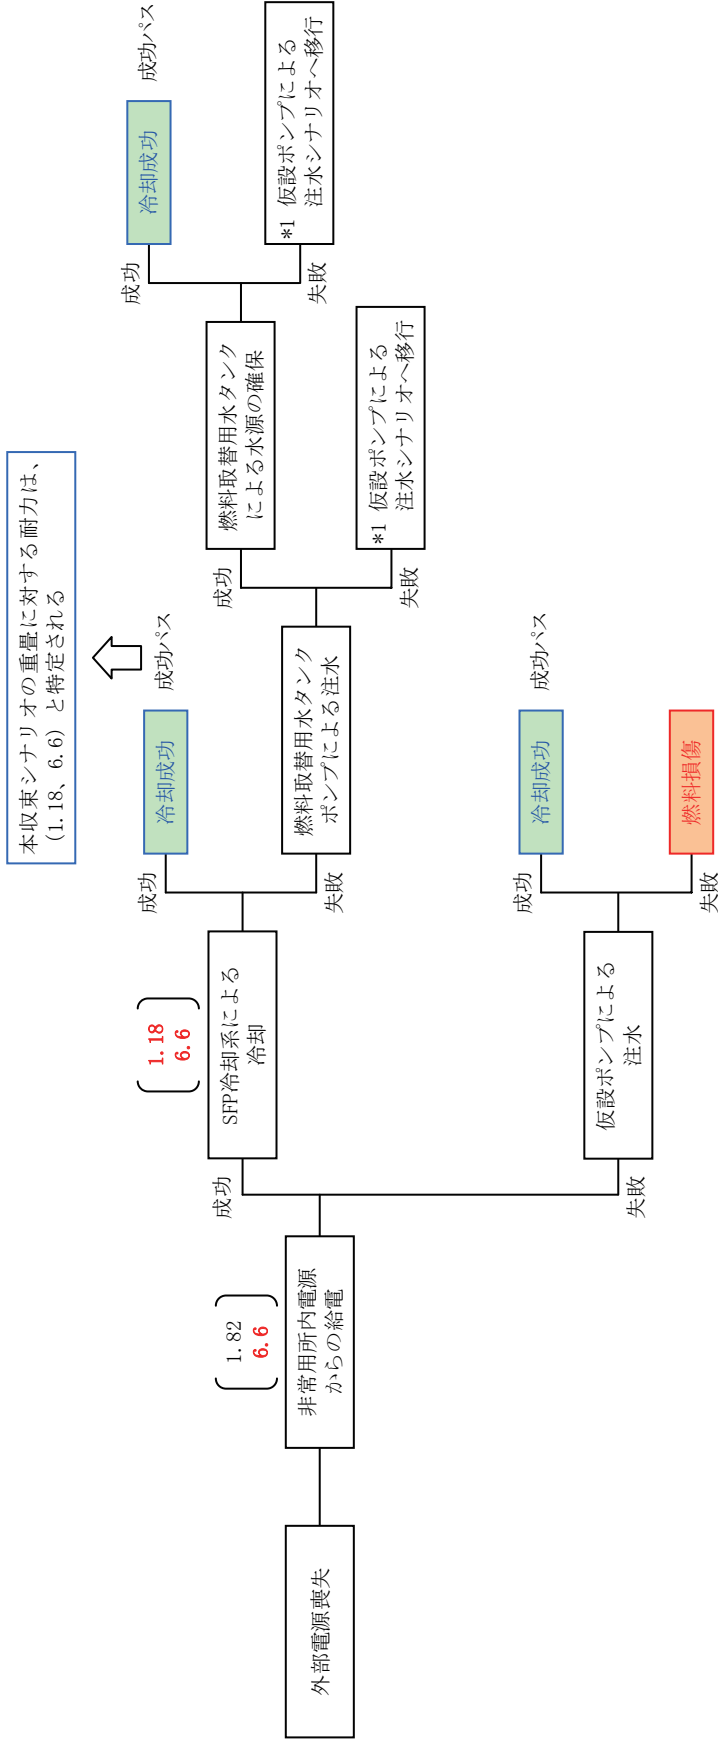 外部電源喪失
1.82
6.6
非常用所内電源
からの給電
成功
失敗
1.18
6.6
SFP冷却系による
冷却
成功
失敗
冷却成功
成功パス
本収束シナリオの重畳に対する耐力は、
(1.18、6.6)と特定される
燃料取替用水タンク
ポンプによる注水
成功
失敗
燃料取替用水タンク
による水源の確保
*1 仮設ポンプによる
注水シナリオへ移行
成功
失敗
冷却成功
成功パス
*1 仮設ポンプによる
注水シナリオへ移行
仮設ポンプによる
注水
成功
失敗
冷却成功
成功パス
燃料損傷